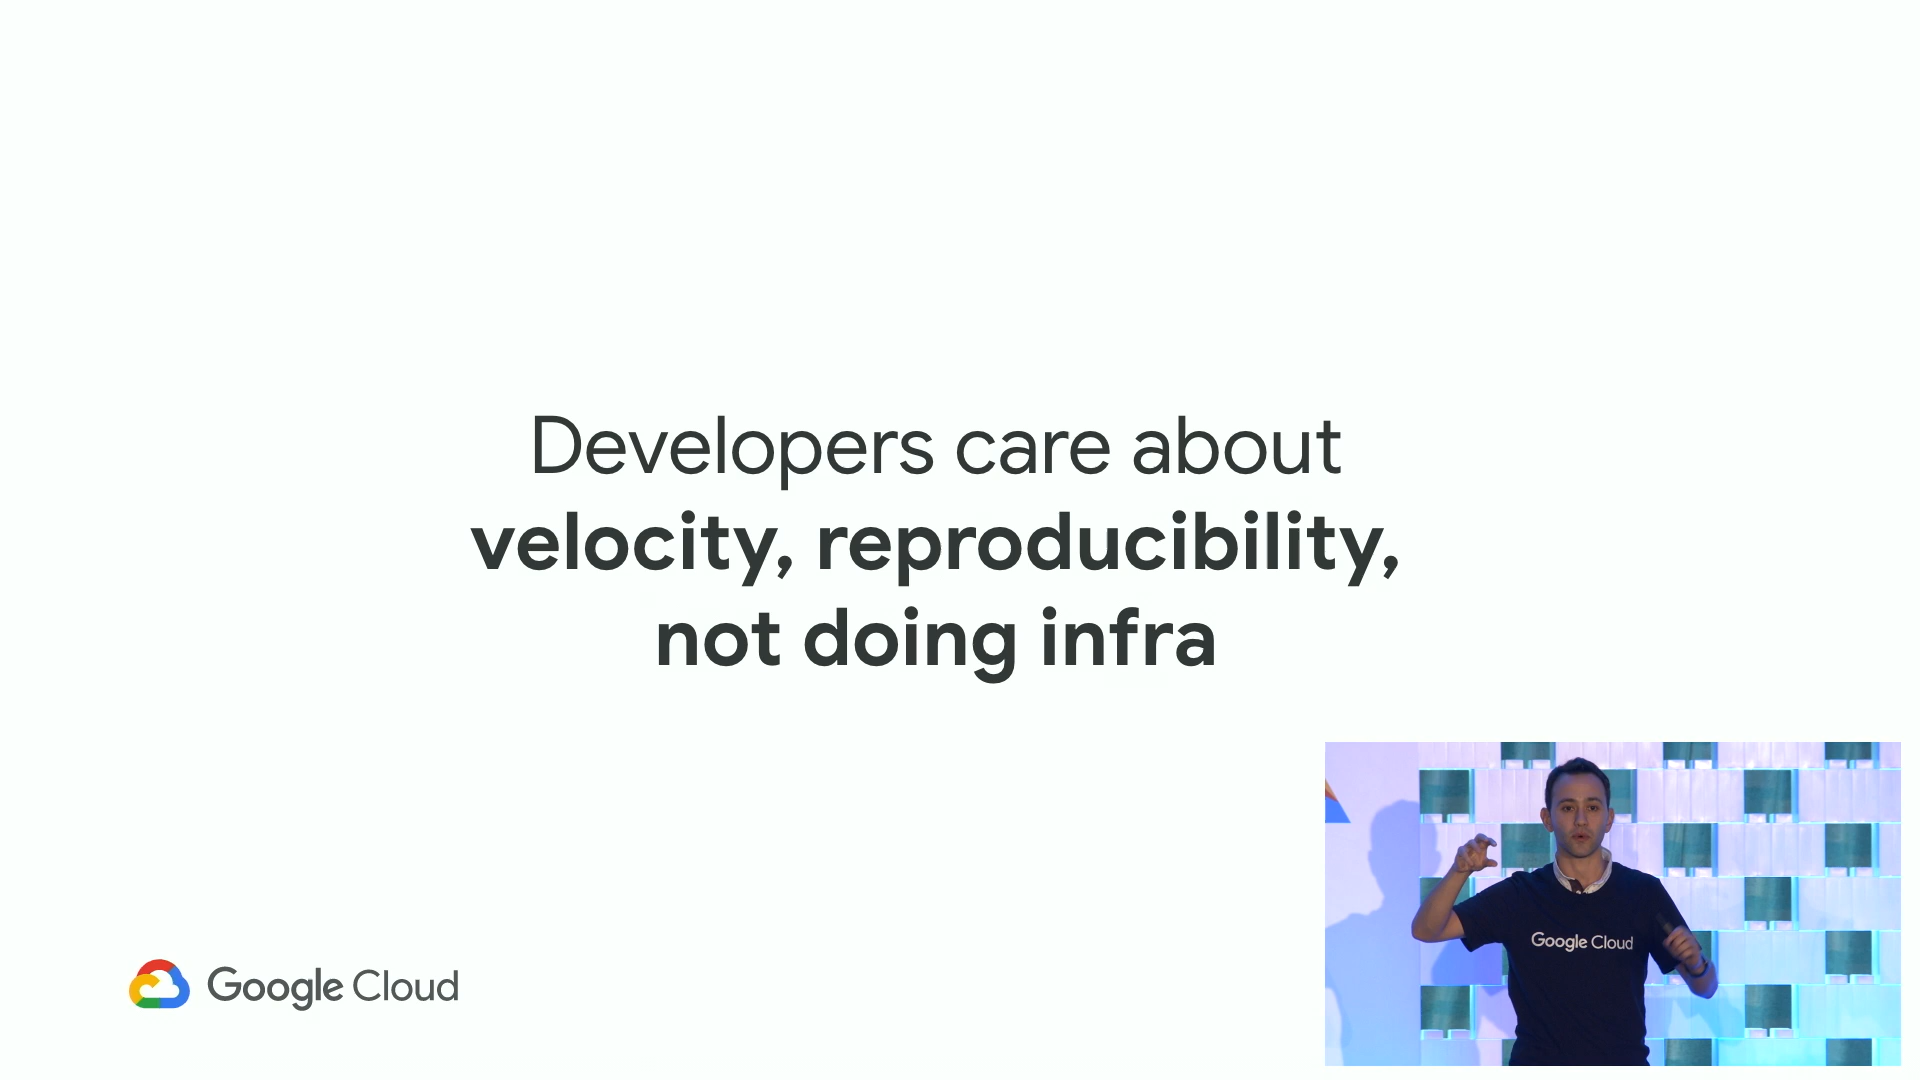 Developers care about
velocity, reproducibility,
not doing infra
Google Cloud
Google Cloud